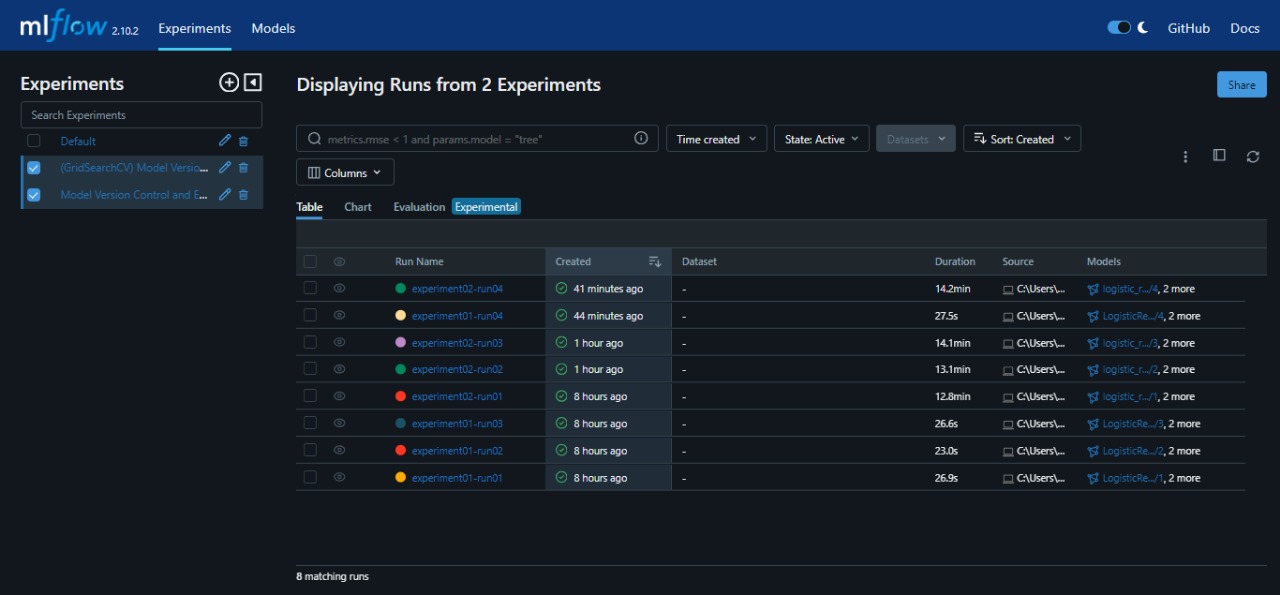 mlflow 2.10.2 Experiments Models GitHub Docs
Experiments
Search Experiments
Default
(GridSearchCV) Model Versio...
Model Version Control and E...
Displaying Runs from 2 Experiments
Share
metrics.rmse < 1 and params.model = "tree"
Time created
State: Active
Datasets
Sort: Created
Columns
Table Chart Evaluation Experimental
Run Name Created Dataset Duration Source Models
experiment02-run04 41 minutes ago - 14.2min C:\Users\... logistic_r.../4, 2 more
experiment01-run04 44 minutes ago - 27.5s C:\Users\... LogisticRe.../4, 2 more
experiment02-run03 1 hour ago - 14.1min C:\Users\... logistic_r.../3, 2 more
experiment02-run02 1 hour ago - 13.1min C:\Users\... logistic_r.../2, 2 more
experiment02-run01 8 hours ago - 12.8min C:\Users\... logistic_r.../1, 2 more
experiment01-run03 8 hours ago - 26.6s C:\Users\... LogisticRe.../3, 2 more
experiment01-run02 8 hours ago - 23.0s C:\Users\... LogisticRe.../2, 2 more
experiment01-run01 8 hours ago - 26.9s C:\Users\... LogisticRe.../1, 2 more
8 matching runs